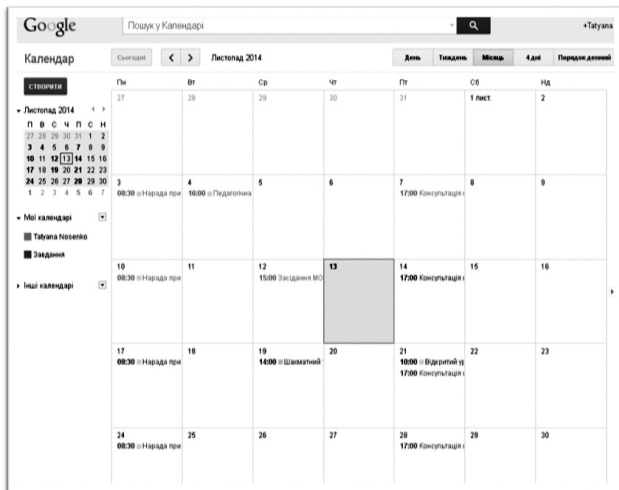 Google
Пошук у Календарі
+Tatyana
Календар
Сьогодні
Листопад 2014
День Тиждень Місяць 4 дні Порядок денний
СТВОРИТИ
Листопад 2014
П В С Ч П С Н
27 28 29 30 31 1 2
3 4 5 6 7 8 9
10 11 12 13 14 15 16
17 18 19 20 21 22 23
24 25 26 27 28 29 30
1 2 3 4 5 6 7
Мої календарі
Tatyana Nosenko
Завдання
Інші календарі
Пн Вт Ср Чт Пт Сб Нд
27 28 29 30 31 1 лист. 2
3 4 5 6 7 8 9
08:30 Нарада при 16:00 Педагогічна 17:00 Консультація
10 11 12 13 14 15 16
08:30 Нарада при 15:00 Засідання МО 17:00 Консультація
17 18 19 20 21 22 23
08:30 Нарада при 14:00 Шахматний 10:00 Відкритий ур
17:00 Консультація
24 25 26 27 28 29 30
08:30 Нарада при 17:00 Консультація